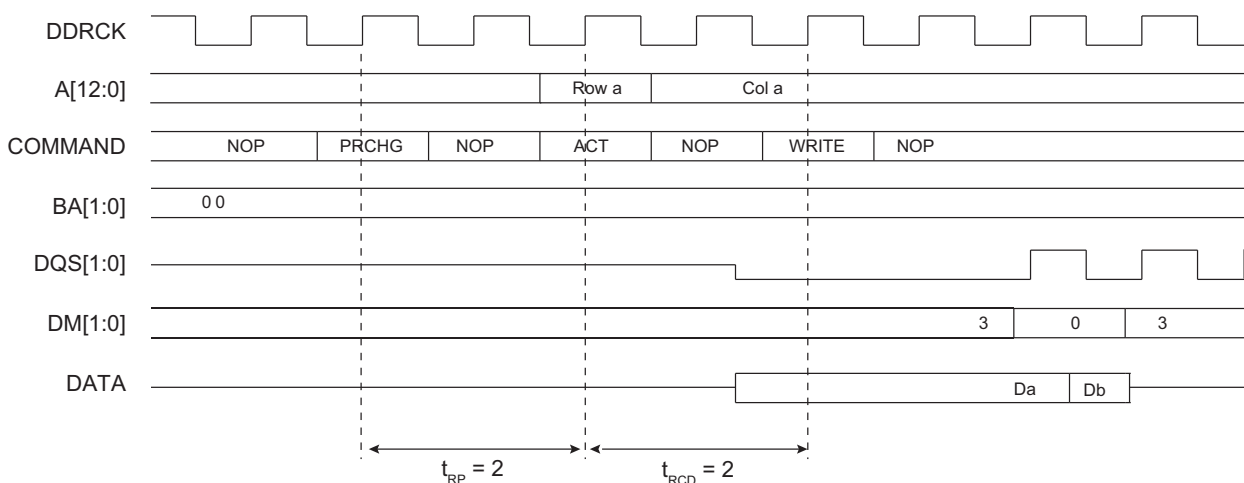 DDRCK
A[12:0] Row a Col a
COMMAND NOP PRCHG NOP ACT NOP WRITE NOP
BA[1:0] 0 0
DQS[1:0]
DM[1:0] 3 0 3
DATA Da Db
tRP = 2 tRCD = 2